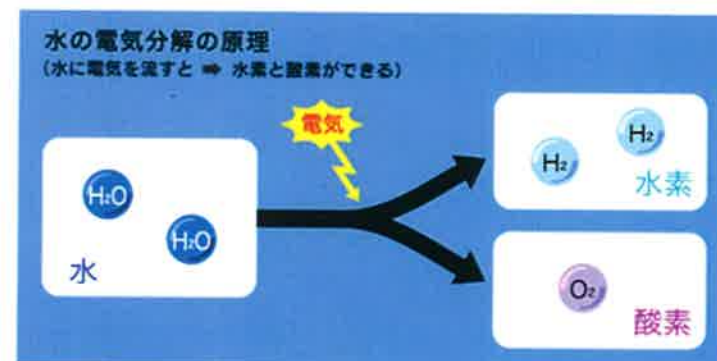 水の電気分解の原理
(水に電気を流すと ➡ 水素と酸素ができる)
電気
H₂O
H₂O
水
H₂
H₂
水素
O₂
酸素